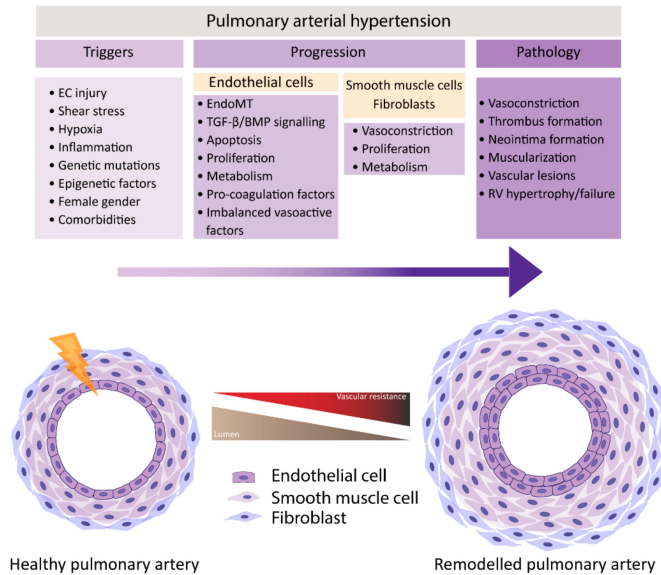 Pulmonary arterial hypertension
Triggers
Progression
Pathology
• EC injury
• Shear stress
• Hypoxia
• Inflammation
• Genetic mutations
• Epigenetic factors
• Female gender
• Comorbidities
Endothelial cells
• EndoMT
• TGF-β/BMP signalling
• Apoptosis
• Proliferation
• Metabolism
• Pro-coagulation factors
• Imbalanced vasoactive
factors
Smooth muscle cells
Fibroblasts
• Vasoconstriction
• Proliferation
• Metabolism
• Vasoconstriction
• Thrombus formation
• Neointima formation
• Muscularization
• Vascular lesions
• RV hypertrophy/failure
Vascular resistance
Lumen
Endothelial cell
Smooth muscle cell
Fibroblast
Healthy pulmonary artery
Remodelled pulmonary artery